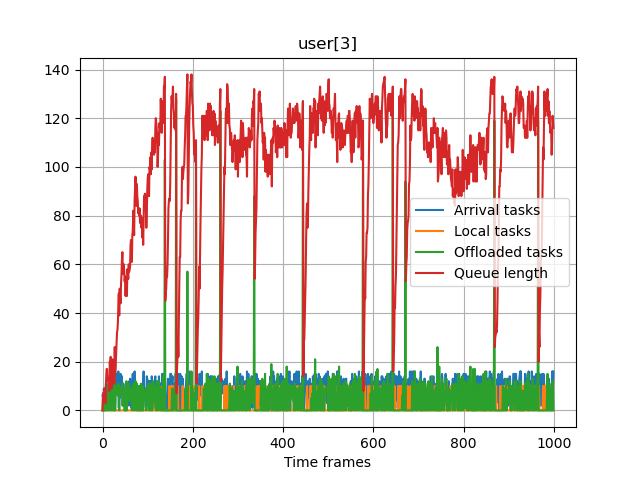 user[3]
140
120
100
80
60
40
20
0
Arrival tasks
Local tasks
Offloaded tasks
Queue length
0 200 400 600 800 1000
Time frames